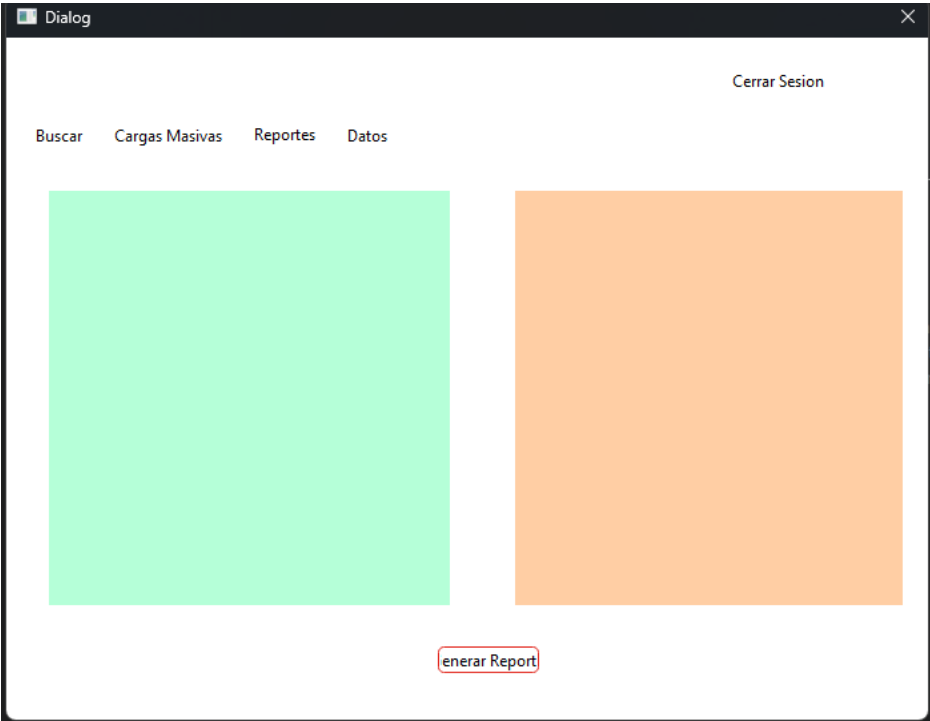 Dialog
Cerrar Sesion
Buscar Cargas Masivas Reportes Datos
enerar Report